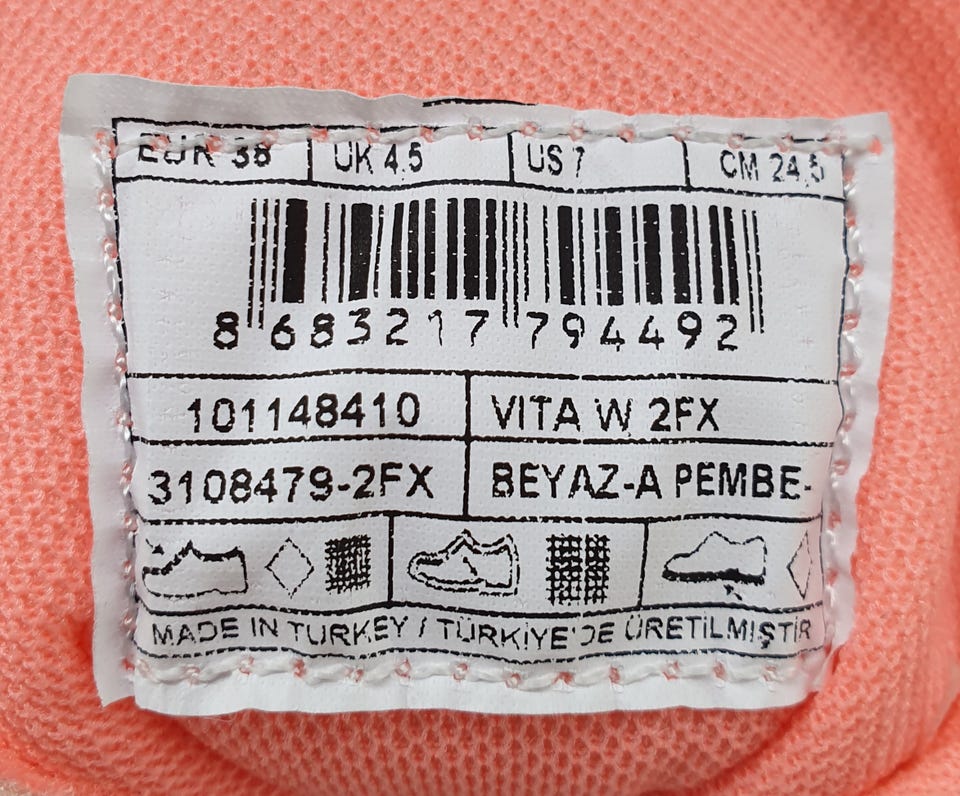 EUR 38 UK 4.5 US 7 CM 24.5
8 683217 794492
101148410 VITA W 2FX
3108479-2FX BEYAZ-A PEMBE-
MADE IN TURKEY / TÜRKİYE'DE ÜRETİLMİŞTİR